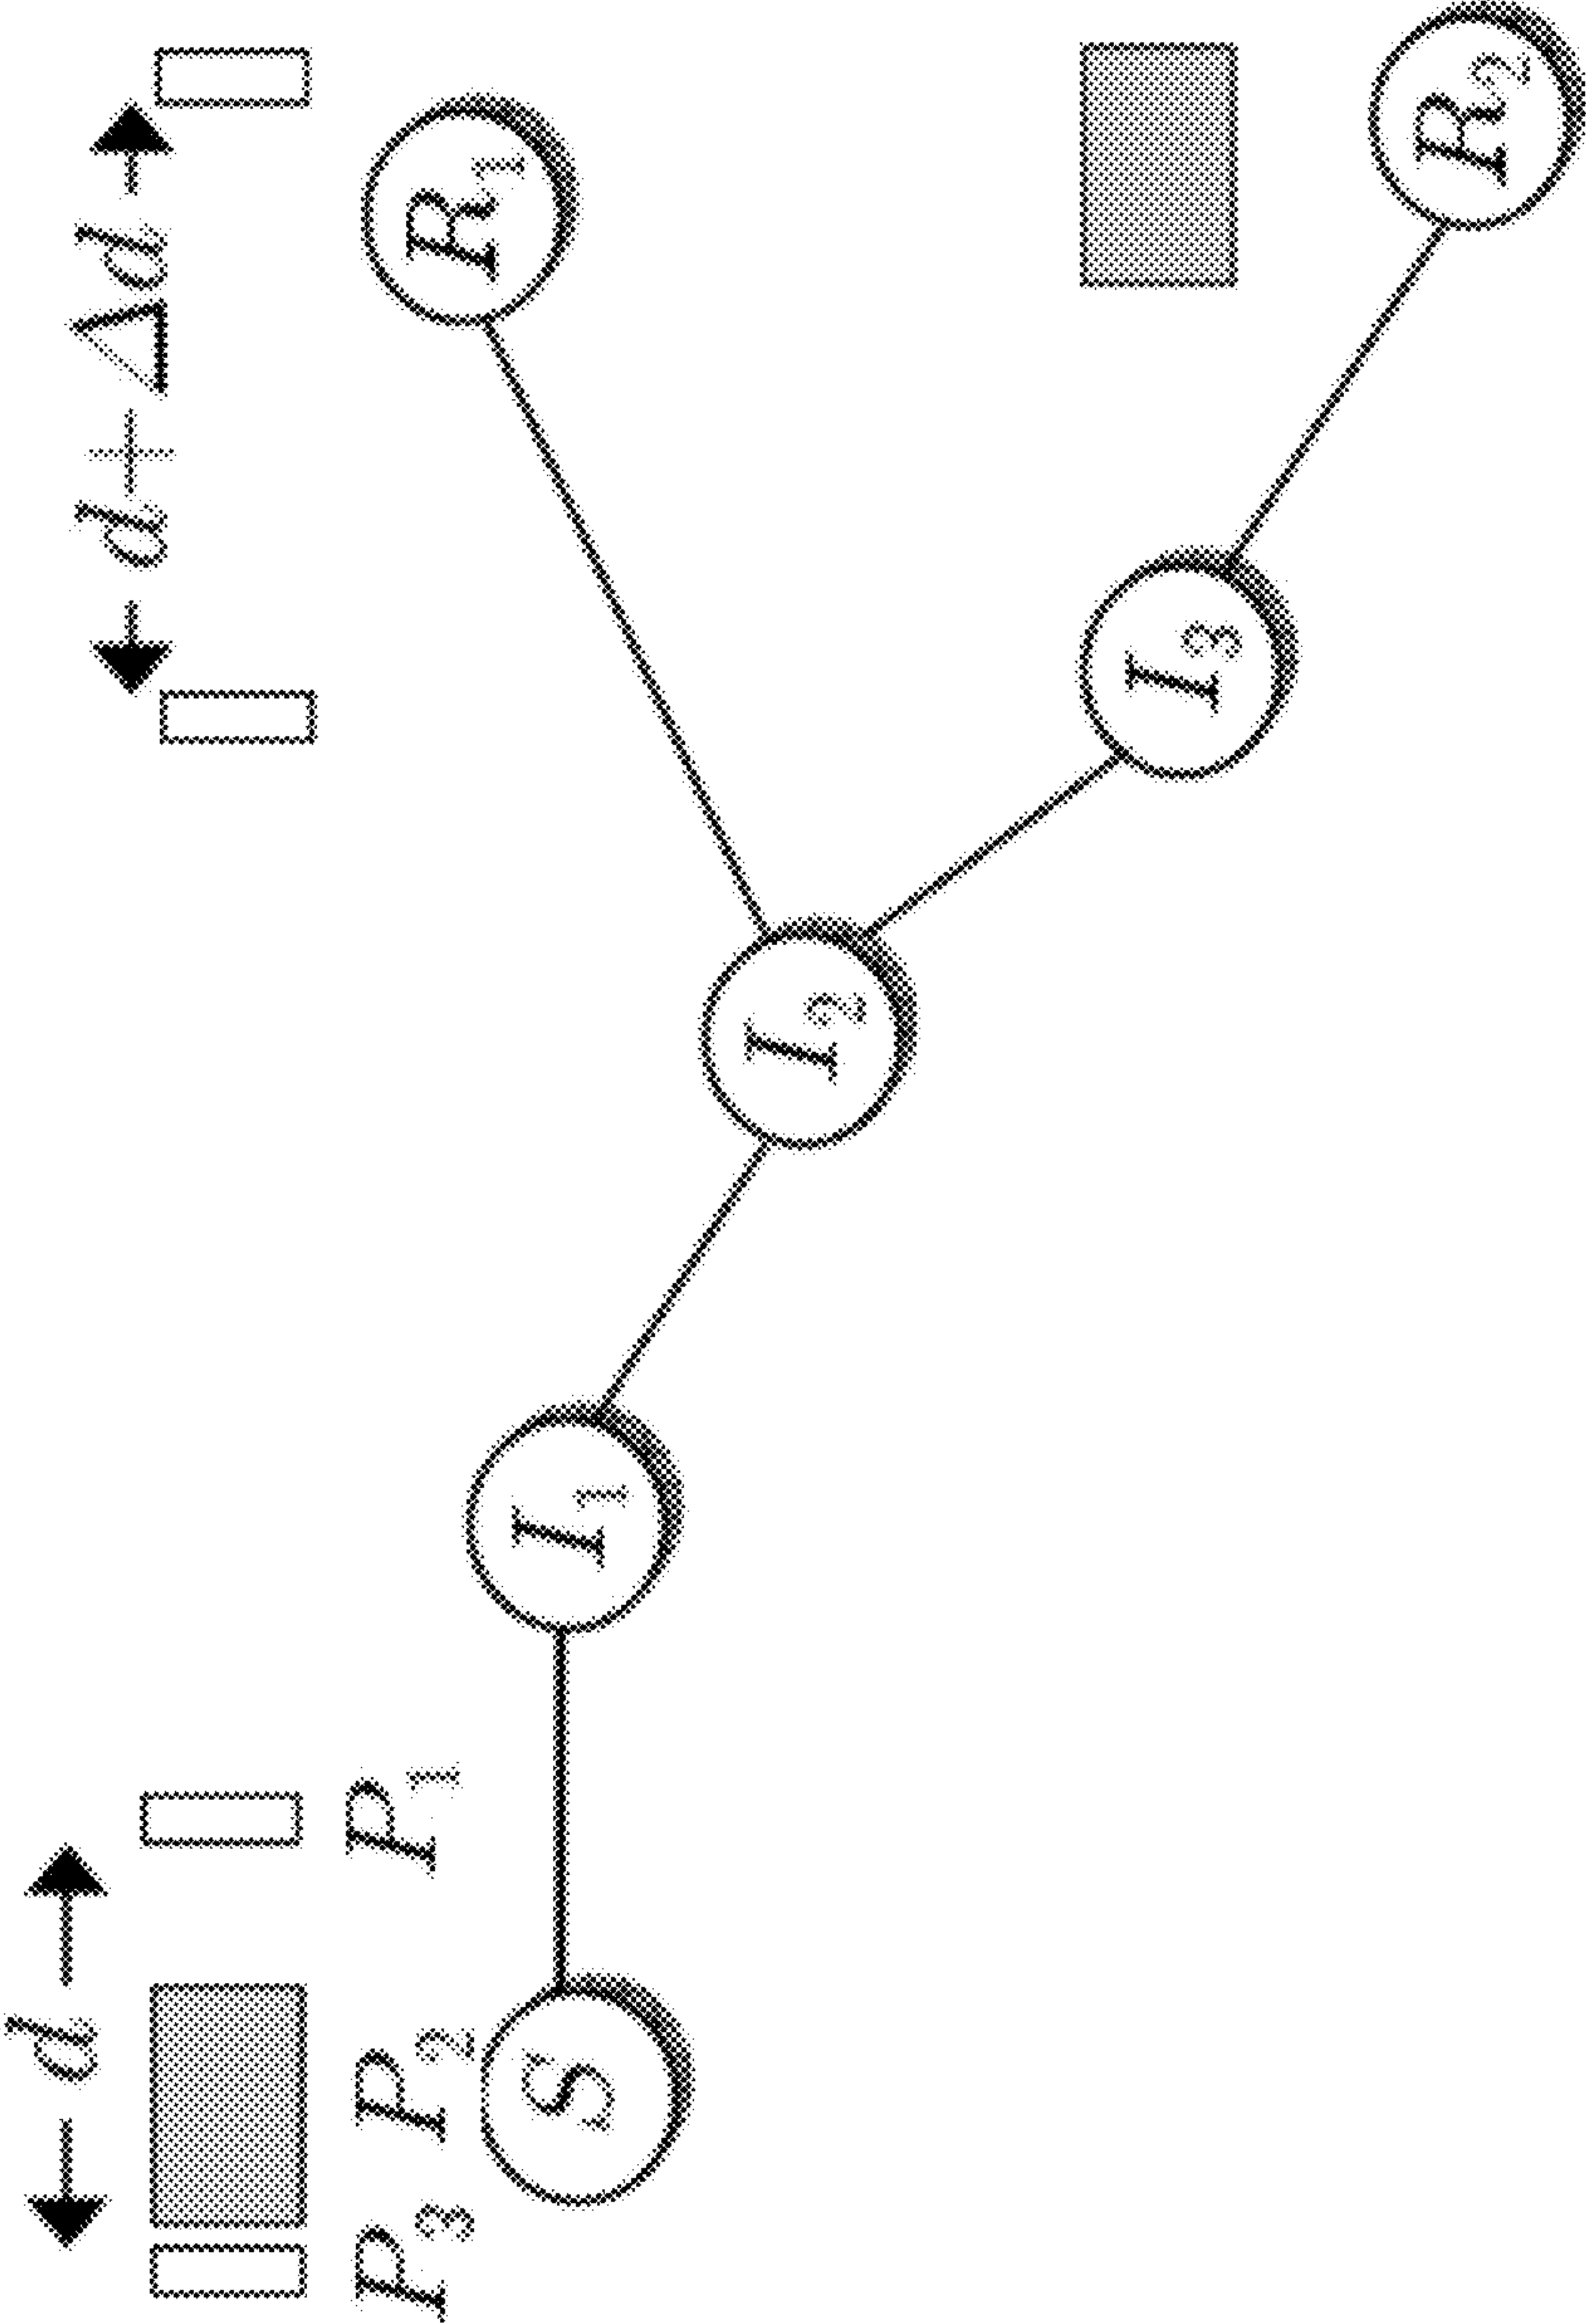 d
d+Δd
P₃ P₂ P₁
S
I₁
I₂
I₃
R₁
R₂